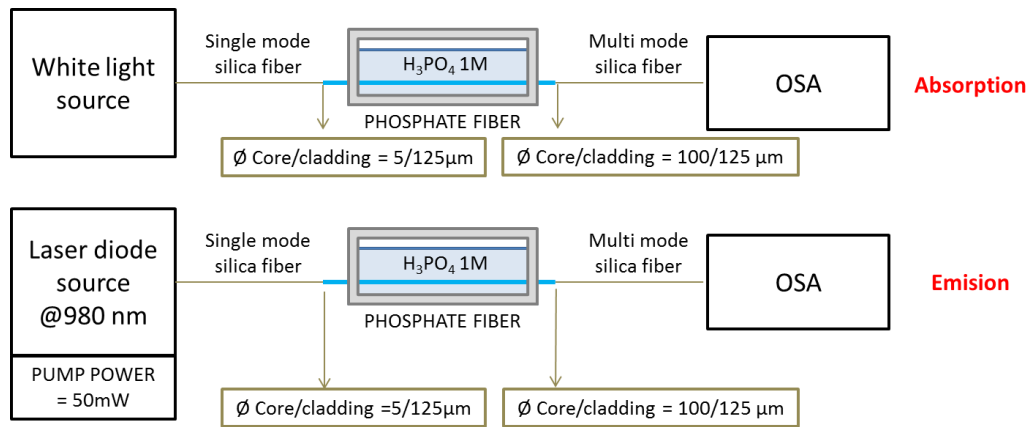 White light
source
Single mode
silica fiber
H₃PO₄ 1M
PHOSPHATE FIBER
Multi mode
silica fiber
OSA
Absorption
Ø Core/cladding = 5/125µm
Ø Core/cladding = 100/125 µm
Laser diode
source
@980 nm
PUMP POWER
= 50mW
Single mode
silica fiber
H₃PO₄ 1M
PHOSPHATE FIBER
Multi mode
silica fiber
OSA
Emision
Ø Core/cladding =5/125µm
Ø Core/cladding = 100/125 µm